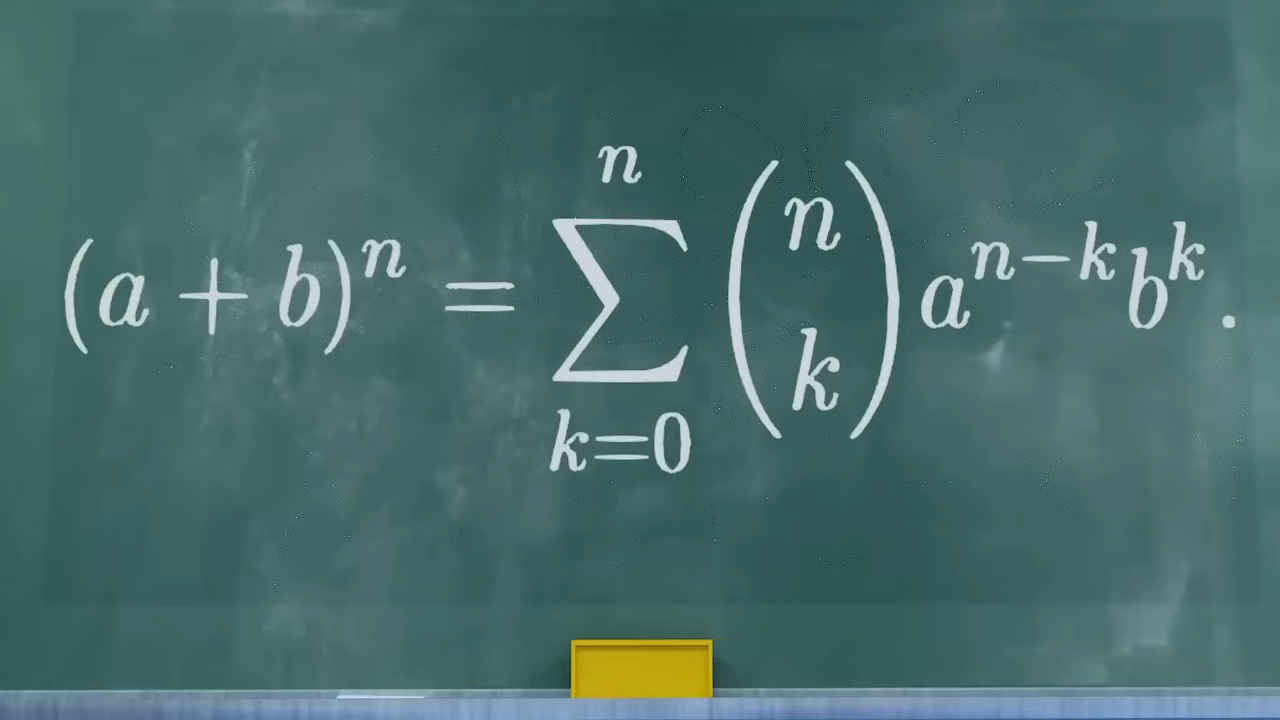 (a + b)^n = \sum_{k=0}^{n} \binom{n}{k} a^{n-k} b^k .